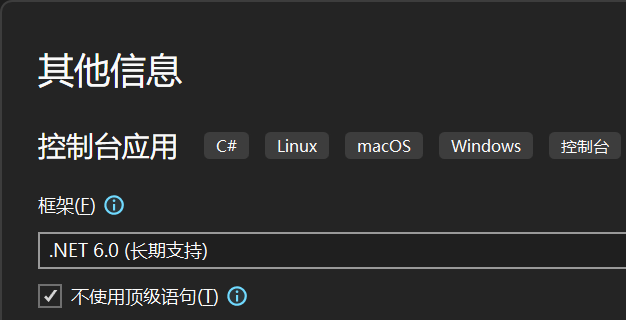 其他信息
控制台应用 C# Linux macOS Windows 控制台
框架(F)
.NET 6.0 (长期支持)
不使用顶级语句(T)